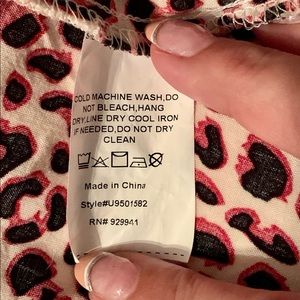 COLD MACHINE WASH,DO
NOT BLEACH,HANG
DRY,LINE DRY COOL IRON
IF NEEDED,DO NOT DRY
CLEAN
Made in China
Style#U9501582
RN# 929941